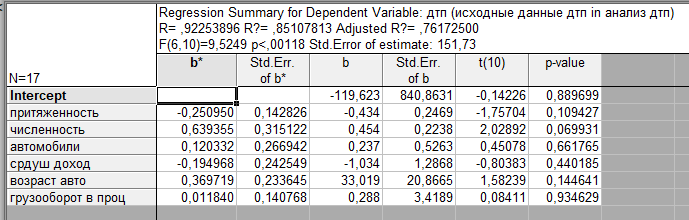 Regression Summary for Dependent Variable: дтп (исходные данные дтп in анализ дтп)
R= ,92253896 R?= ,85107813 Adjusted R?= ,76172500
F(6,10)=9,5249 p<,00118 Std.Error of estimate: 151,73
N=17 b* Std.Err. of b* b Std.Err. of b t(10) p-value
Intercept -119,623 840,8631 -0,14226 0,889699
притяженность -0,250950 0,142826 -0,434 0,2469 -1,75704 0,109427
численность 0,639355 0,315122 0,454 0,2238 2,02892 0,069931
автомобили 0,120332 0,266942 0,237 0,5263 0,45078 0,661765
срдуш доход -0,194968 0,242549 -1,034 1,2868 -0,80383 0,440185
возраст авто 0,369719 0,233645 33,019 20,8665 1,58239 0,144641
грузооборот в проц 0,011840 0,140768 0,288 3,4189 0,08411 0,934629